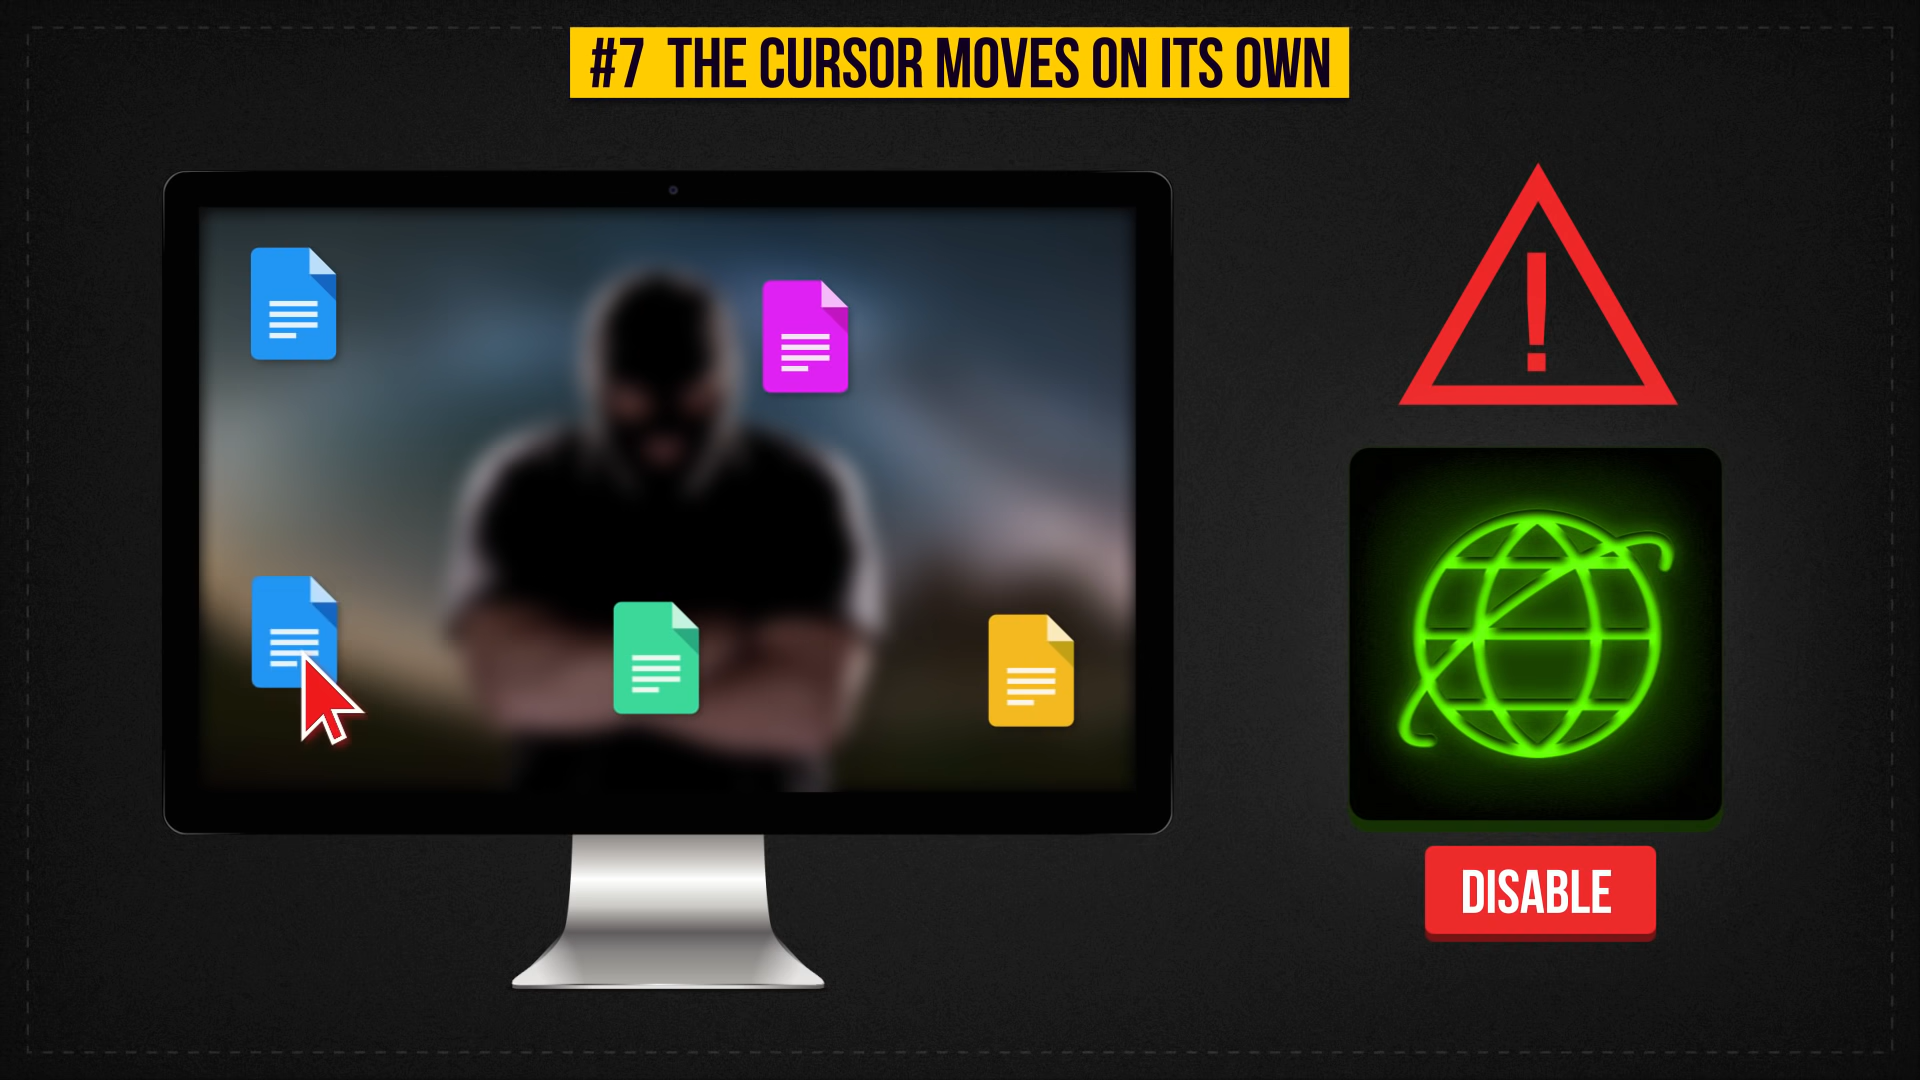 #7 THE CURSOR MOVES ON ITS OWN
!
DISABLE